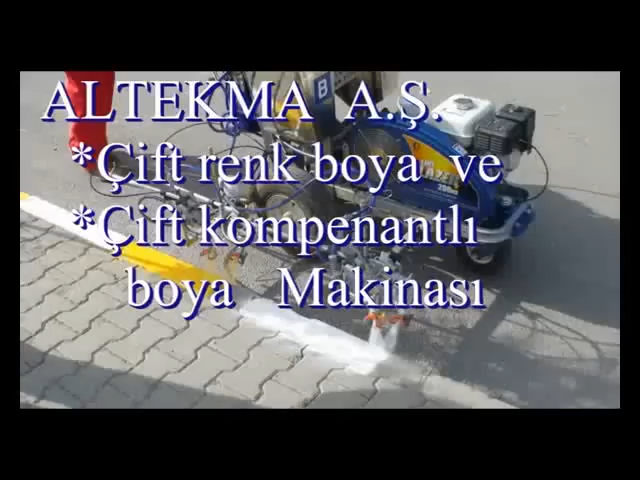 ALTEKMA A.Ş.
*Çift renk boya ve
*Çift kompenantlı
boya Makinası
B